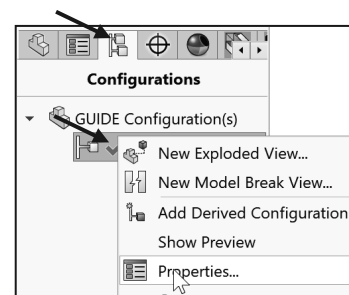 Configurations
GUIDE Configuration(s)
New Exploded View...
New Model Break View...
Add Derived Configuration
Show Preview
Properties...